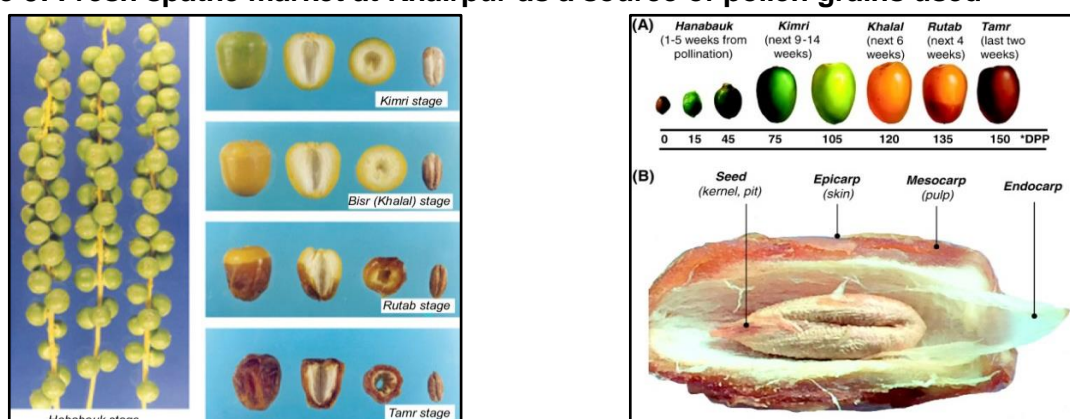 Fresh spathe market at Khairpur as a source of pollen grains used
Kimri stage
Bisr (Khalal) stage
Rutab stage
Tamr stage
(A)
Hanabauk
(1-5 weeks from
pollination)
Kimri
(next 9-14
weeks)
Khalal
(next 6
weeks)
Rutab
(next 4
weeks)
Tamr
(last two
weeks)
0 15 45 75 105 120 135 150 *DPP
(B)
Seed
(kernel, pit)
Epicarp
(skin)
Mesocarp
(pulp)
Endocarp